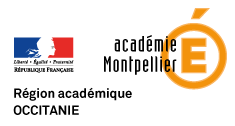 Liberté • Égalité • Fraternité
RÉPUBLIQUE FRANÇAISE
académie
Montpellier
É
Région académique
OCCITANIE